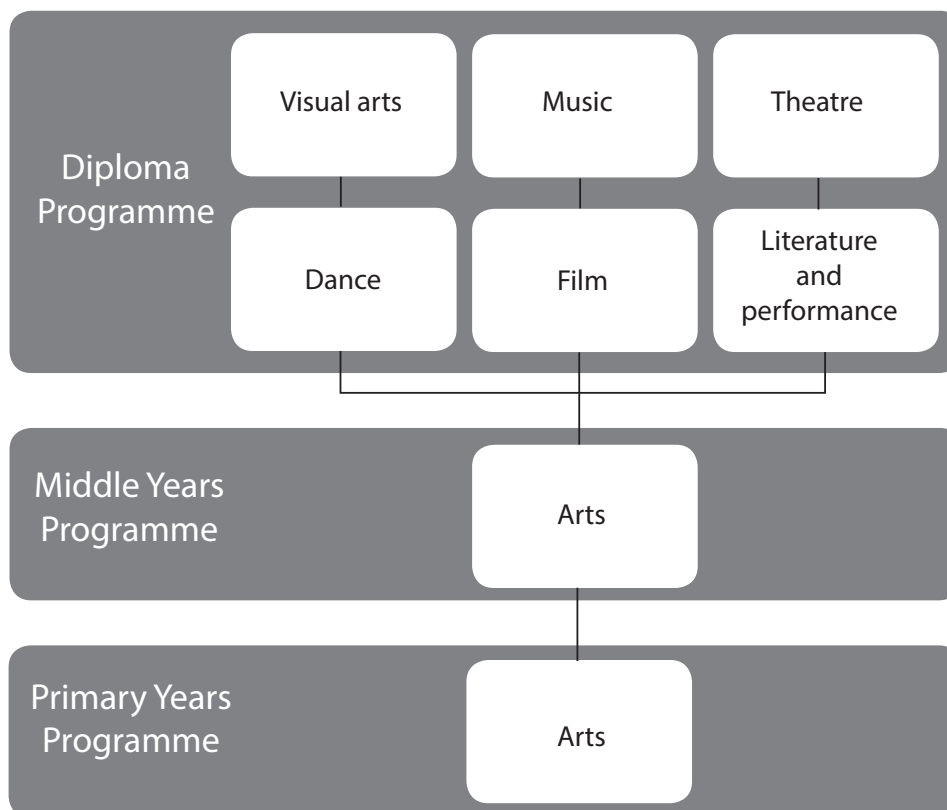 Visual arts
Music
Theatre
Diploma
Programme
Dance
Film
Literature
and
performance
Middle Years
Programme
Arts
Primary Years
Programme
Arts